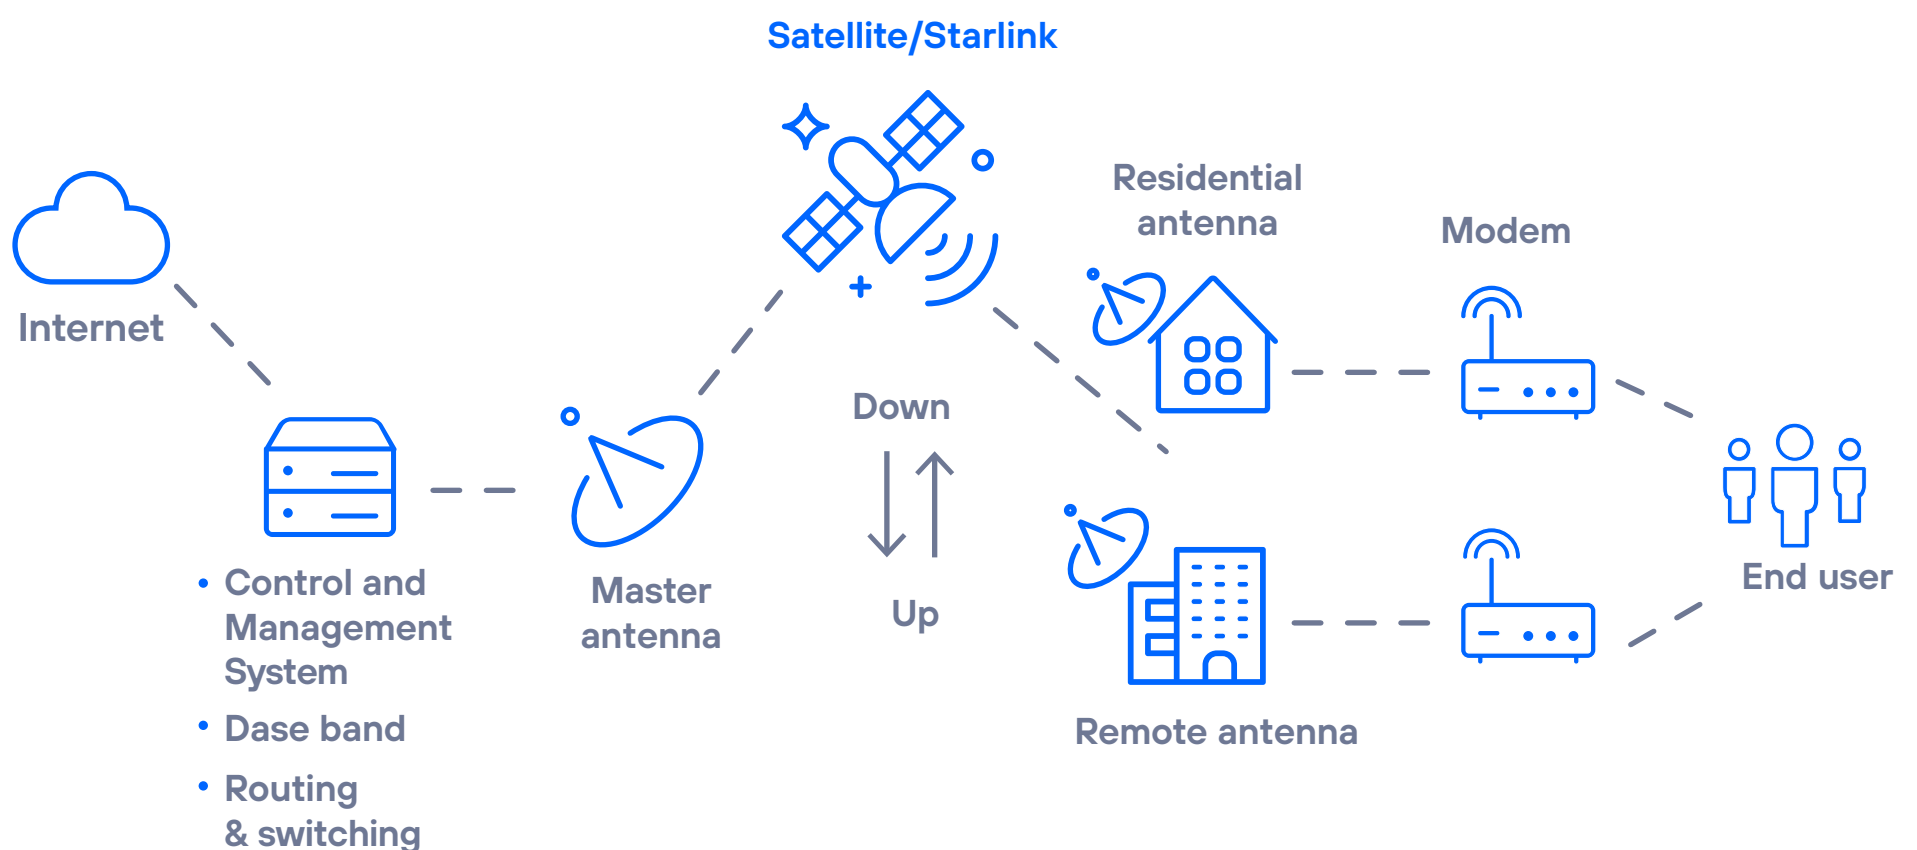 Satellite/Starlink
Internet
• Control and
Management
System
• Dase band
• Routing
& switching
Master
antenna
Down
Up
Residential
antenna
Remote antenna
Modem
End user